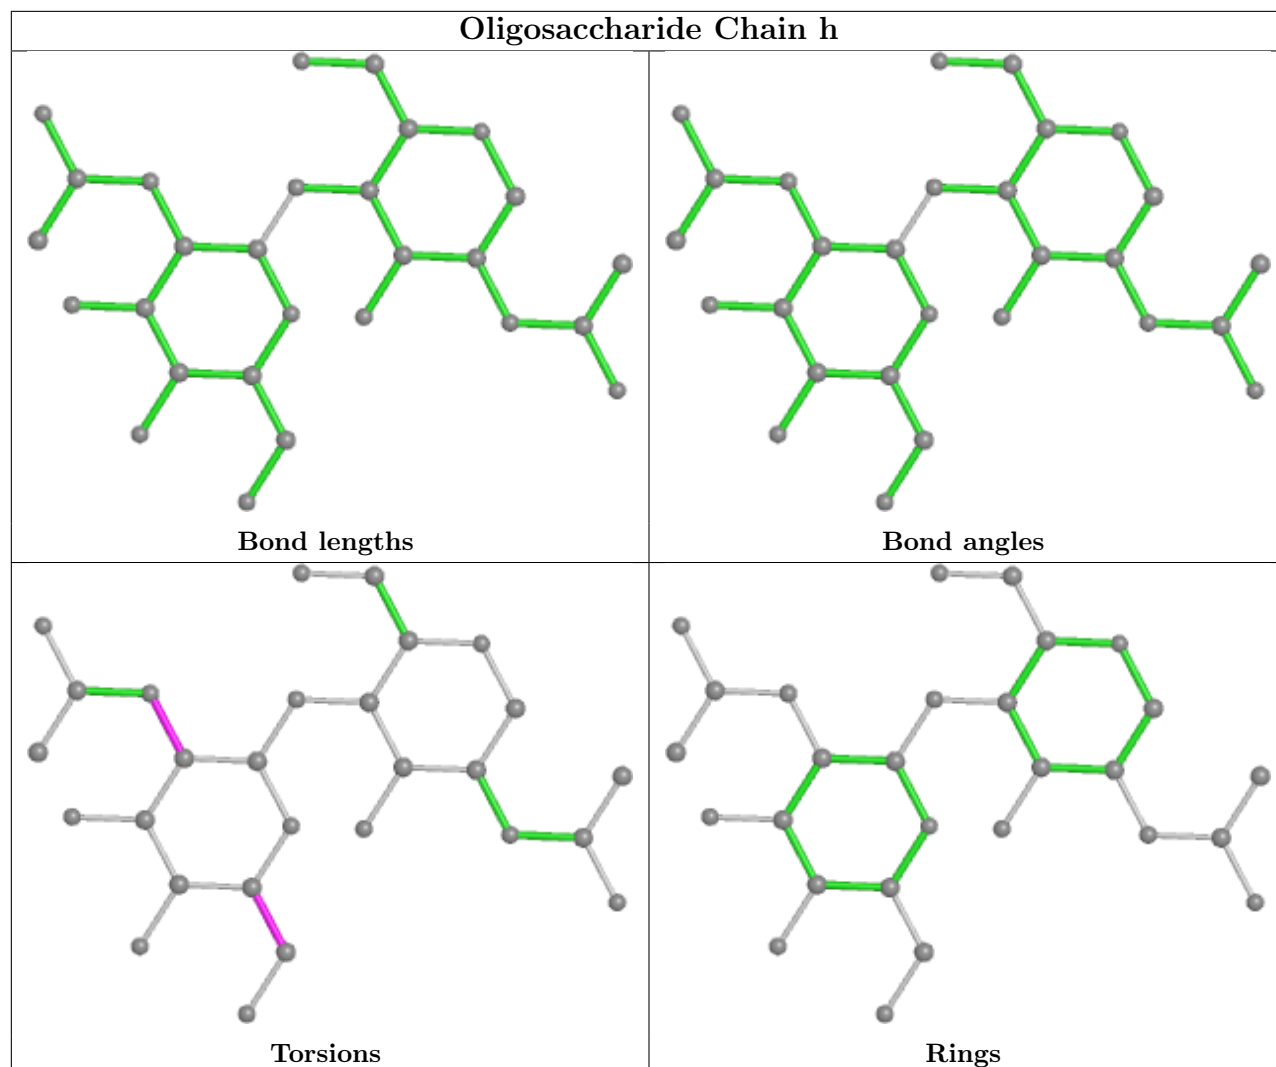 Oligosaccharide Chain h
Bond lengths
Bond angles
Torsions
Rings